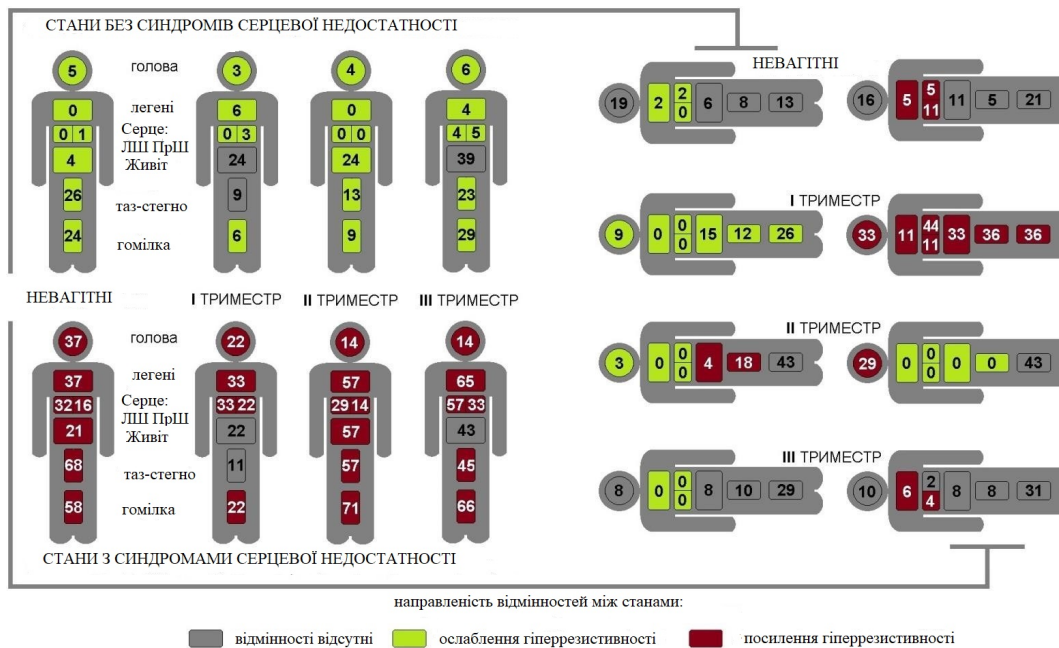 СТАНИ БЕЗ СИНДРОМІВ СЕРЦЕВОЇ НЕДОСТАТНОСТІ
5 голова 3 4 6
0 легені 6 0 4
0 1 Серце: ЛШ ПрШ 0 3 0 0 4 5
4 Живіт 24 24 39
26 таз-стегно 9 13 23
24 гомілка 6 9 29
НЕВАГІТНІ I ТРИМЕСТР II ТРИМЕСТР III ТРИМЕСТР
37 голова 22 14 14
37 легені 33 57 65
32 16 Серце: ЛШ ПрШ 33 22 29 14 57 33
21 Живіт 22 57 43
68 таз-стегно 11 57 45
58 гомілка 22 71 66
СТАНИ З СИНДРОМАМИ СЕРЦЕВОЇ НЕДОСТАТНОСТІ
НЕВАГІТНІ
19 2 2 0 6 8 13
16 5 5 11 11 5 21
I ТРИМЕСТР
9 0 0 0 15 12 26
33 11 44 11 33 36 36
II ТРИМЕСТР
3 0 0 0 4 18 43
29 0 0 0 0 0 43
III ТРИМЕСТР
8 0 0 0 8 10 29
10 6 2 4 8 8 31
направленість відмінностей між станами:
відмінності відсутні ослаблення гіперрезистивності посилення гіперрезистивності